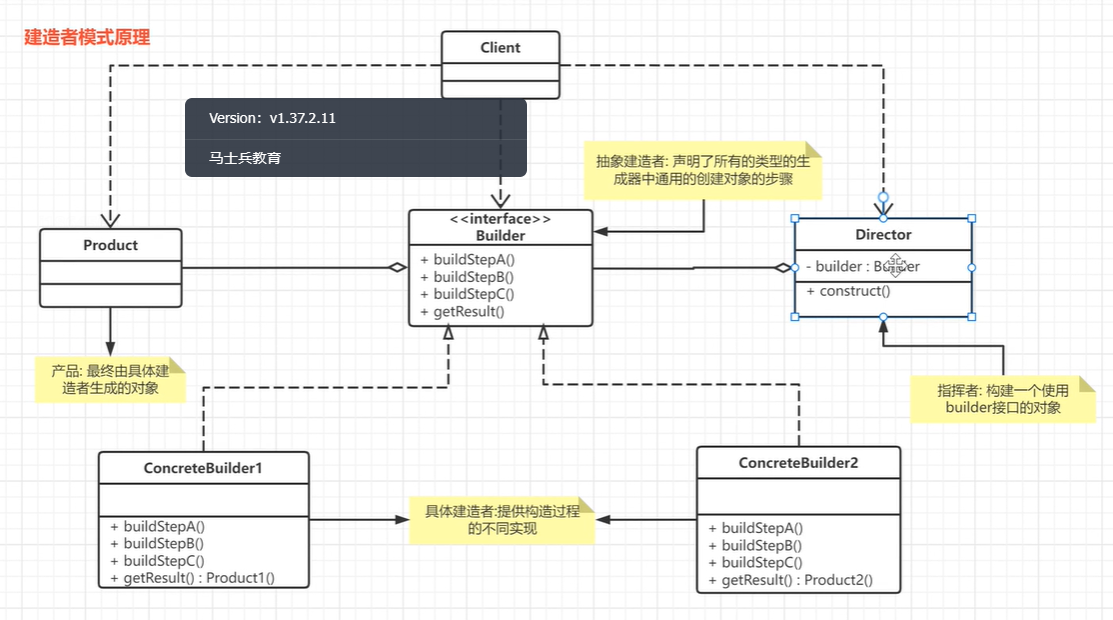 建造者模式原理
Client
Version：v1.37.2.11
马士兵教育
抽象建造者: 声明了所有的类型的生
成器中通用的创建对象的步骤
<<interface>>
Builder
+ buildStepA()
+ buildStepB()
+ buildStepC()
+ getResult()
Product
Director
- builder : Builder
+ construct()
产品: 最终由具体建
造者生成的对象
指挥者: 构建一个使用
builder接口的对象
ConcreteBuilder1
+ buildStepA()
+ buildStepB()
+ buildStepC()
+ getResult() : Product1()
具体建造者:提供构造过程
的不同实现
ConcreteBuilder2
+ buildStepA()
+ buildStepB()
+ buildStepC()
+ getResult() : Product2()